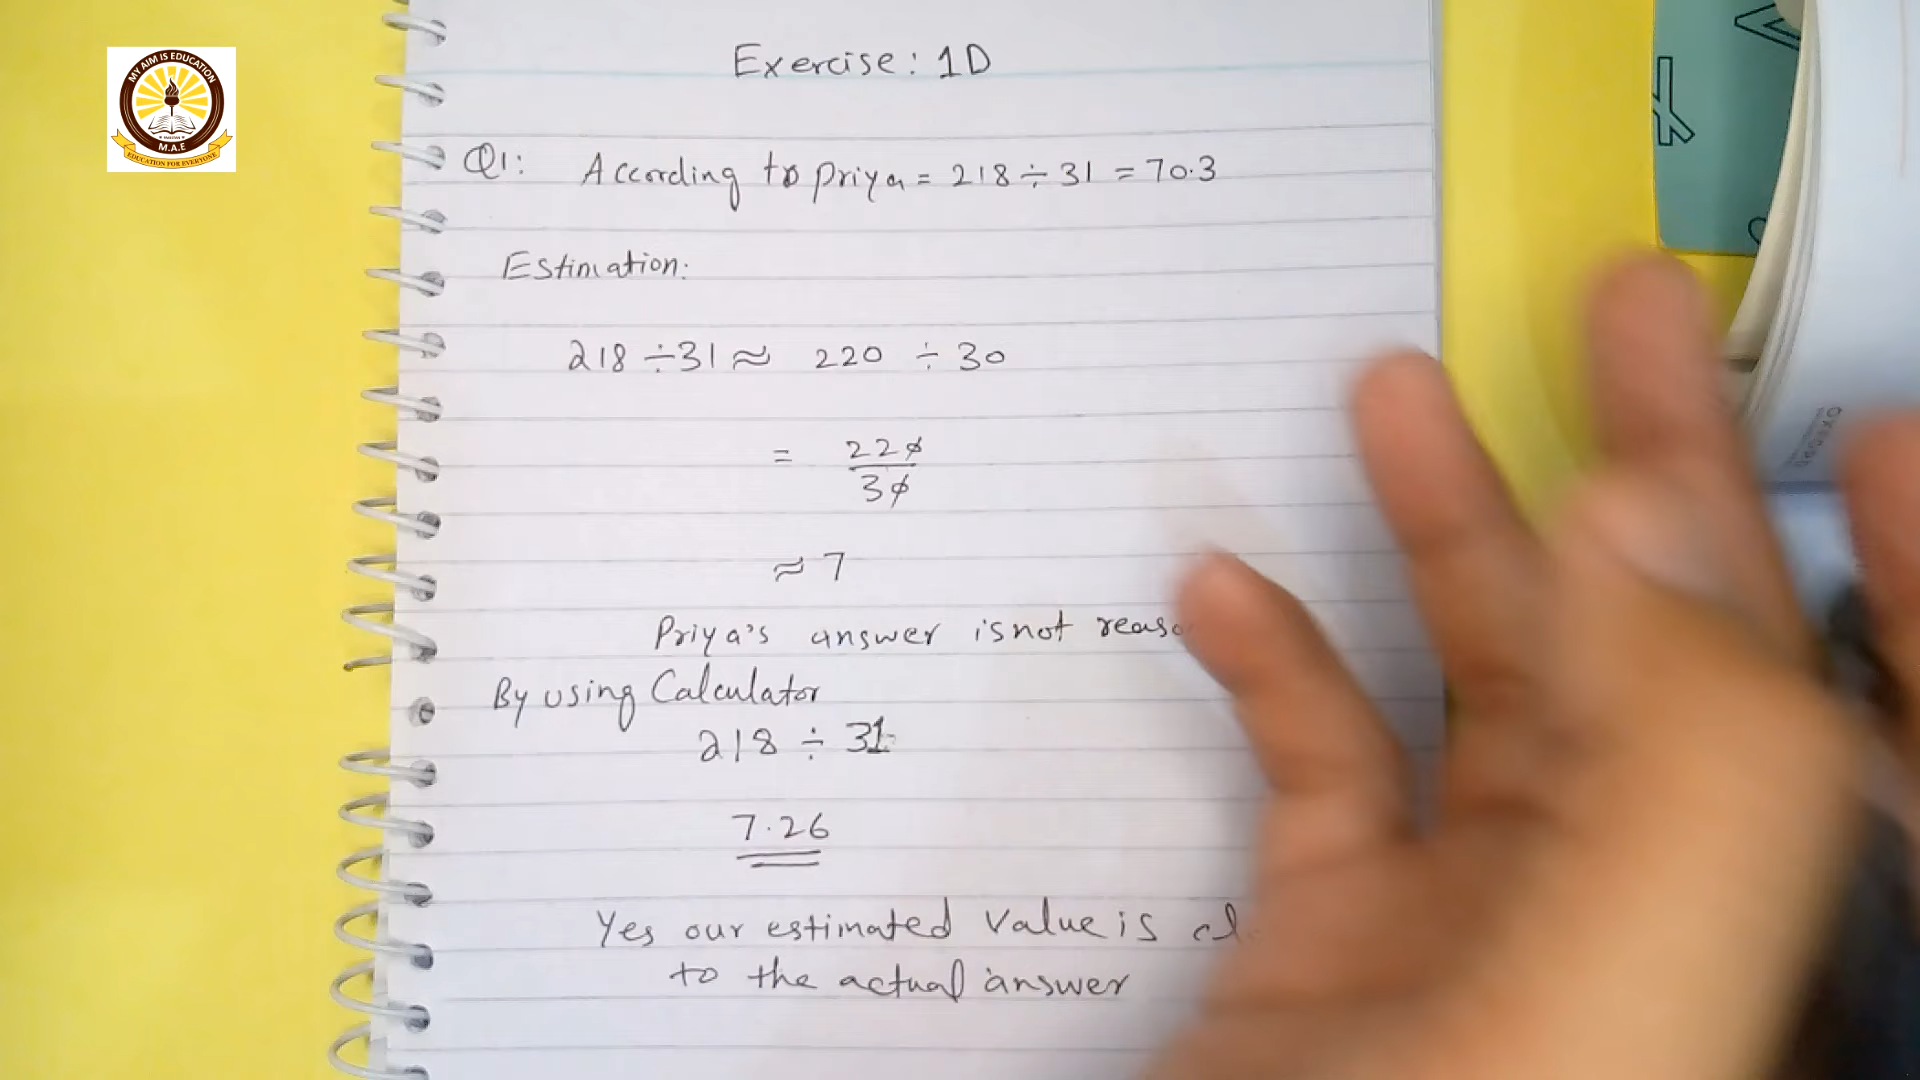 MY AIM IS EDUCATION
M.A.E
EDUCATION FOR EVERYONE
Exercise: 1D
Q1: According to Priya = 218 ÷ 31 = 70.3
Estimation:
218 ÷ 31 ≈ 220 ÷ 30
= 220
30
≈ 7
Priya's answer is not
By using Calculator
218 ÷ 31
7.26
Yes our estimated value is
to the actual answer
OXFORD